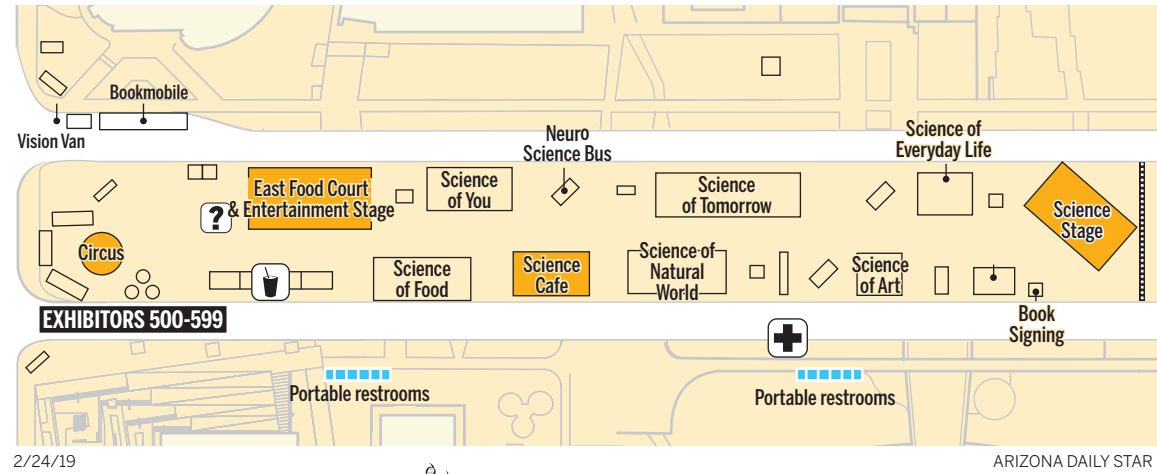 Bookmobile
Vision Van
Neuro
Science Bus
Science of
Everyday Life
East Food Court
& Entertainment Stage
Science
of You
Science
of Tomorrow
Science
Stage
?
Circus
Science
of Food
Science
Cafe
Science of
Natural
World
Science
of Art
Book
Signing
EXHIBITORS 500-599
Portable restrooms
Portable restrooms
2/24/19
ARIZONA DAILY STAR